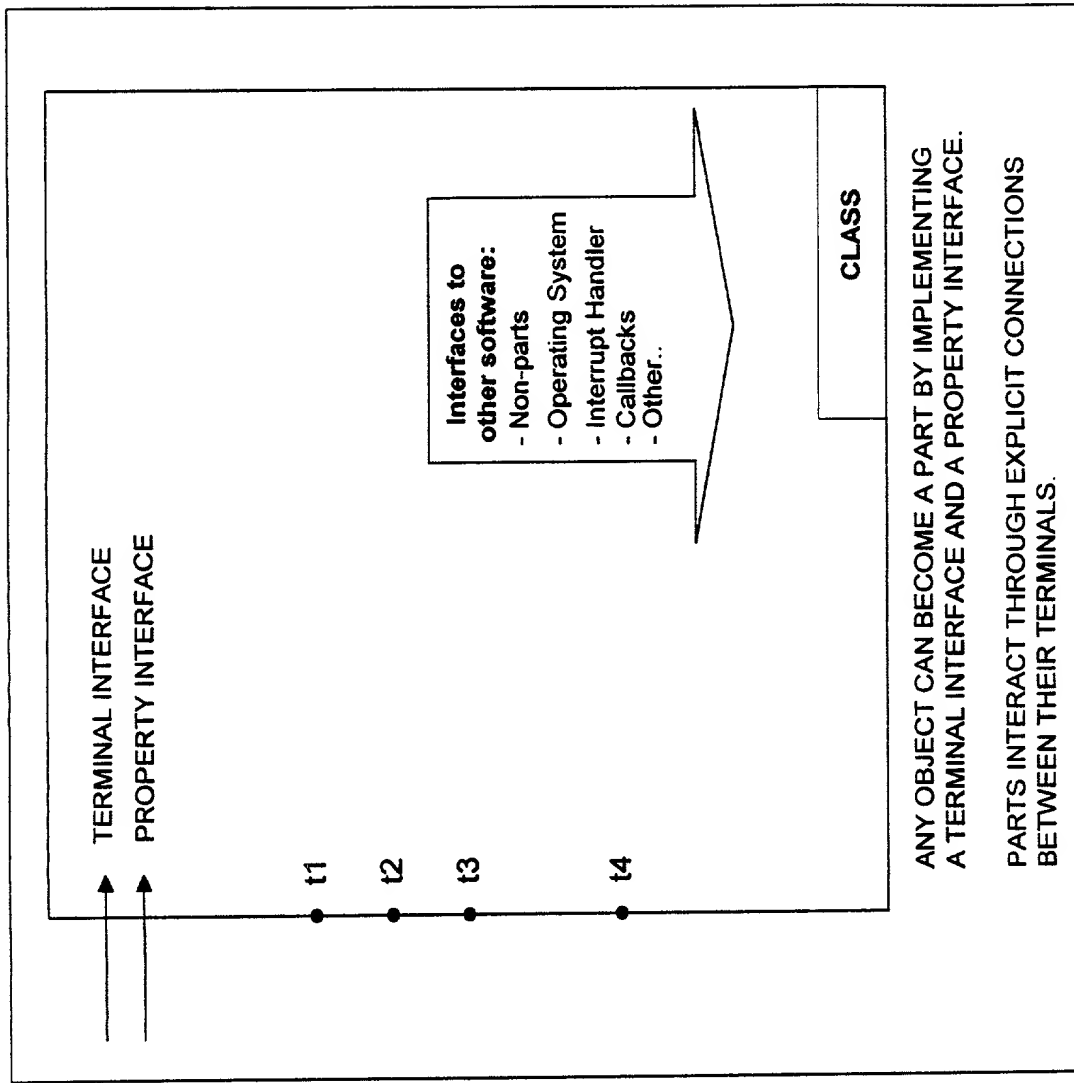 TERMINAL INTERFACE
PROPERTY INTERFACE
t1
t2
t3
t4
Interfaces to
other software:
- Non-parts
- Operating System
- Interrupt Handler
- Callbacks
- Other..
CLASS
ANY OBJECT CAN BECOME A PART BY IMPLEMENTING
A TERMINAL INTERFACE AND A PROPERTY INTERFACE.
PARTS INTERACT THROUGH EXPLICIT CONNECTIONS
BETWEEN THEIR TERMINALS.